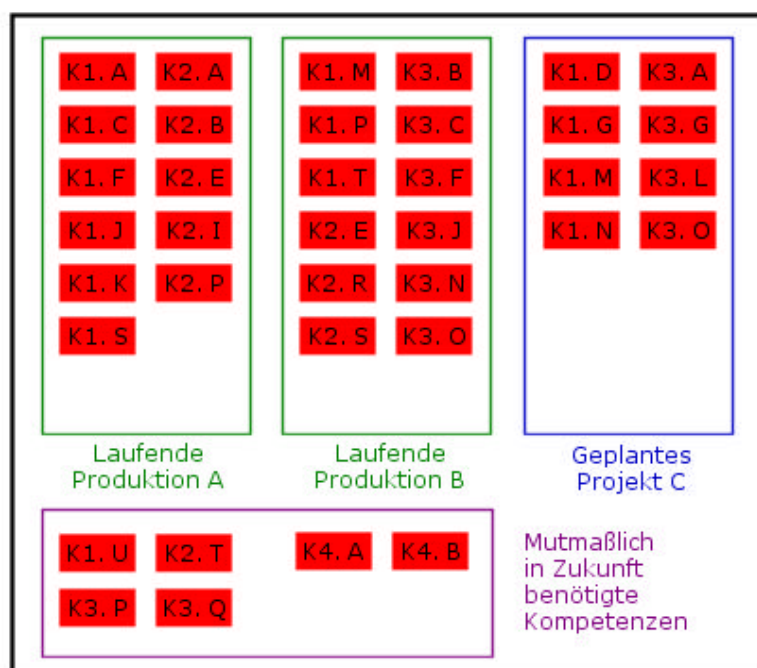 K1. A K2. A
K1. C K2. B
K1. F K2. E
K1. J K2. I
K1. K K2. P
K1. S
Laufende
Produktion A
K1. M K3. B
K1. P K3. C
K1. T K3. F
K2. E K3. J
K2. R K3. N
K2. S K3. O
Laufende
Produktion B
K1. D K3. A
K1. G K3. G
K1. M K3. L
K1. N K3. O
Geplantes
Projekt C
K1. U K2. T K4. A K4. B
K3. P K3. Q
Mutmaßlich
in Zukunft
benötigte
Kompetenzen